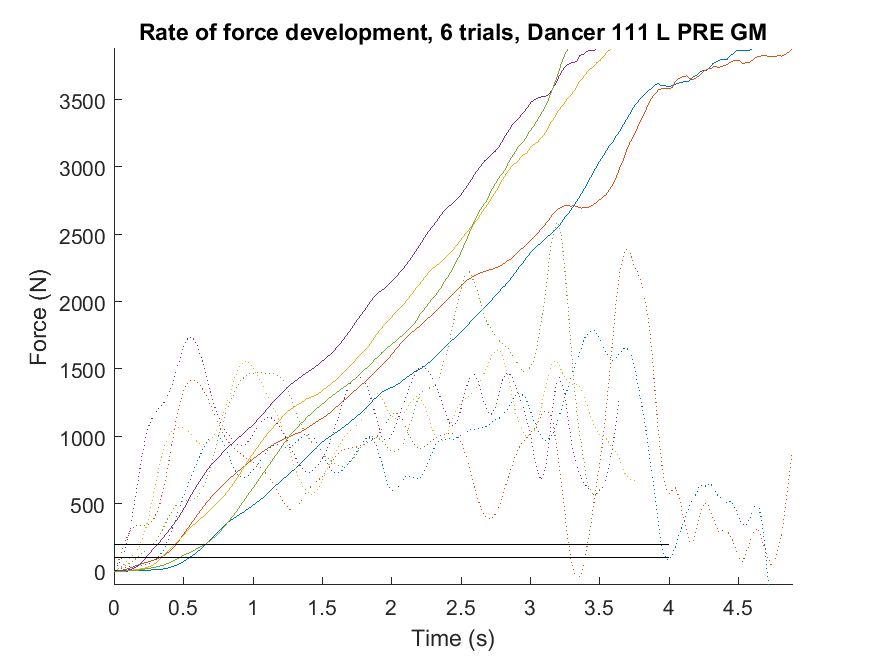 Rate of force development, 6 trials, Dancer 111 L PRE GM
3500
3000
2500
2000
1500
1000
500
0
Force (N)
0 0.5 1 1.5 2 2.5 3 3.5 4 4.5
Time (s)